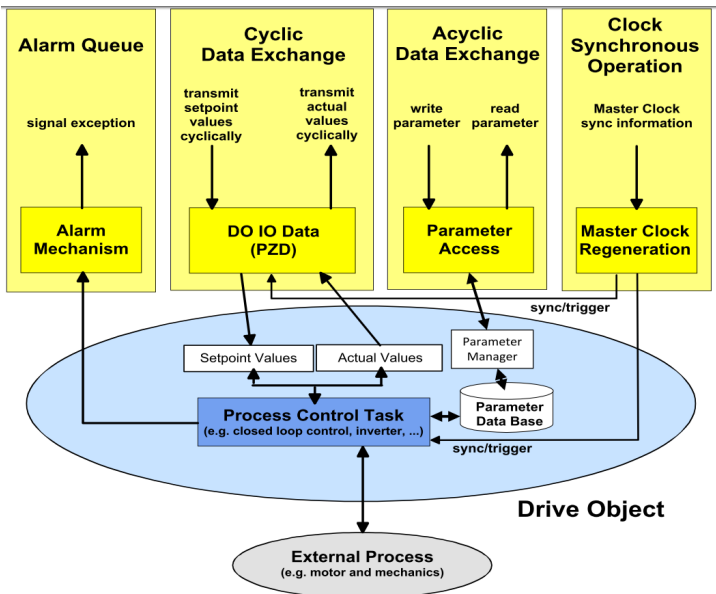 Alarm Queue
signal exception
Alarm
Mechanism
Cyclic
Data Exchange
transmit
setpoint
values
cyclically
transmit
actual
values
cyclically
DO IO Data
(PZD)
Acyclic
Data Exchange
write
parameter
read
parameter
Parameter
Access
Clock
Synchronous
Operation
Master Clock
sync information
Master Clock
Regeneration
sync/trigger
Setpoint Values
Actual Values
Parameter
Manager
Process Control Task
(e.g. closed loop control, inverter, ...)
Parameter
Data Base
sync/trigger
Drive Object
External Process
(e.g. motor and mechanics)